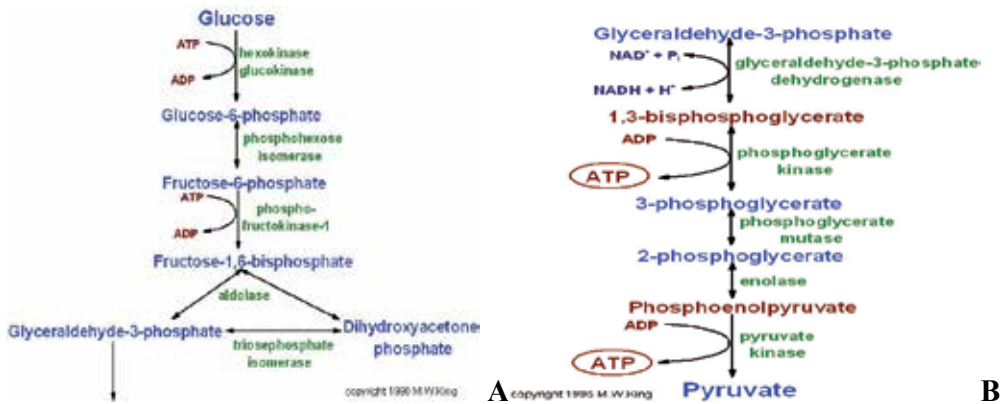 Glucose
ATP
hexokinase
glucokinase
ADP
Glucose-6-phosphate
phosphohexose
isomerase
Fructose-6-phosphate
ATP
phospho-
fructokinase-1
ADP
Fructose-1,6-bisphosphate
aldolase
Glyceraldehyde-3-phosphate
Dihydroxyacetone
phosphate
triosephosphate
isomerase
copyright 1996 M.W.King
A
Glyceraldehyde-3-phosphate
NAD⁺ + Pᵢ
glyceraldehyde-3-phosphate
dehydrogenase
NADH + H⁺
1,3-bisphosphoglycerate
ADP
phosphoglycerate
kinase
ATP
3-phosphoglycerate
phosphoglycerate
mutase
2-phosphoglycerate
enolase
Phosphoenolpyruvate
ADP
pyruvate
kinase
ATP
Pyruvate
copyright 1996 M.W.King
B